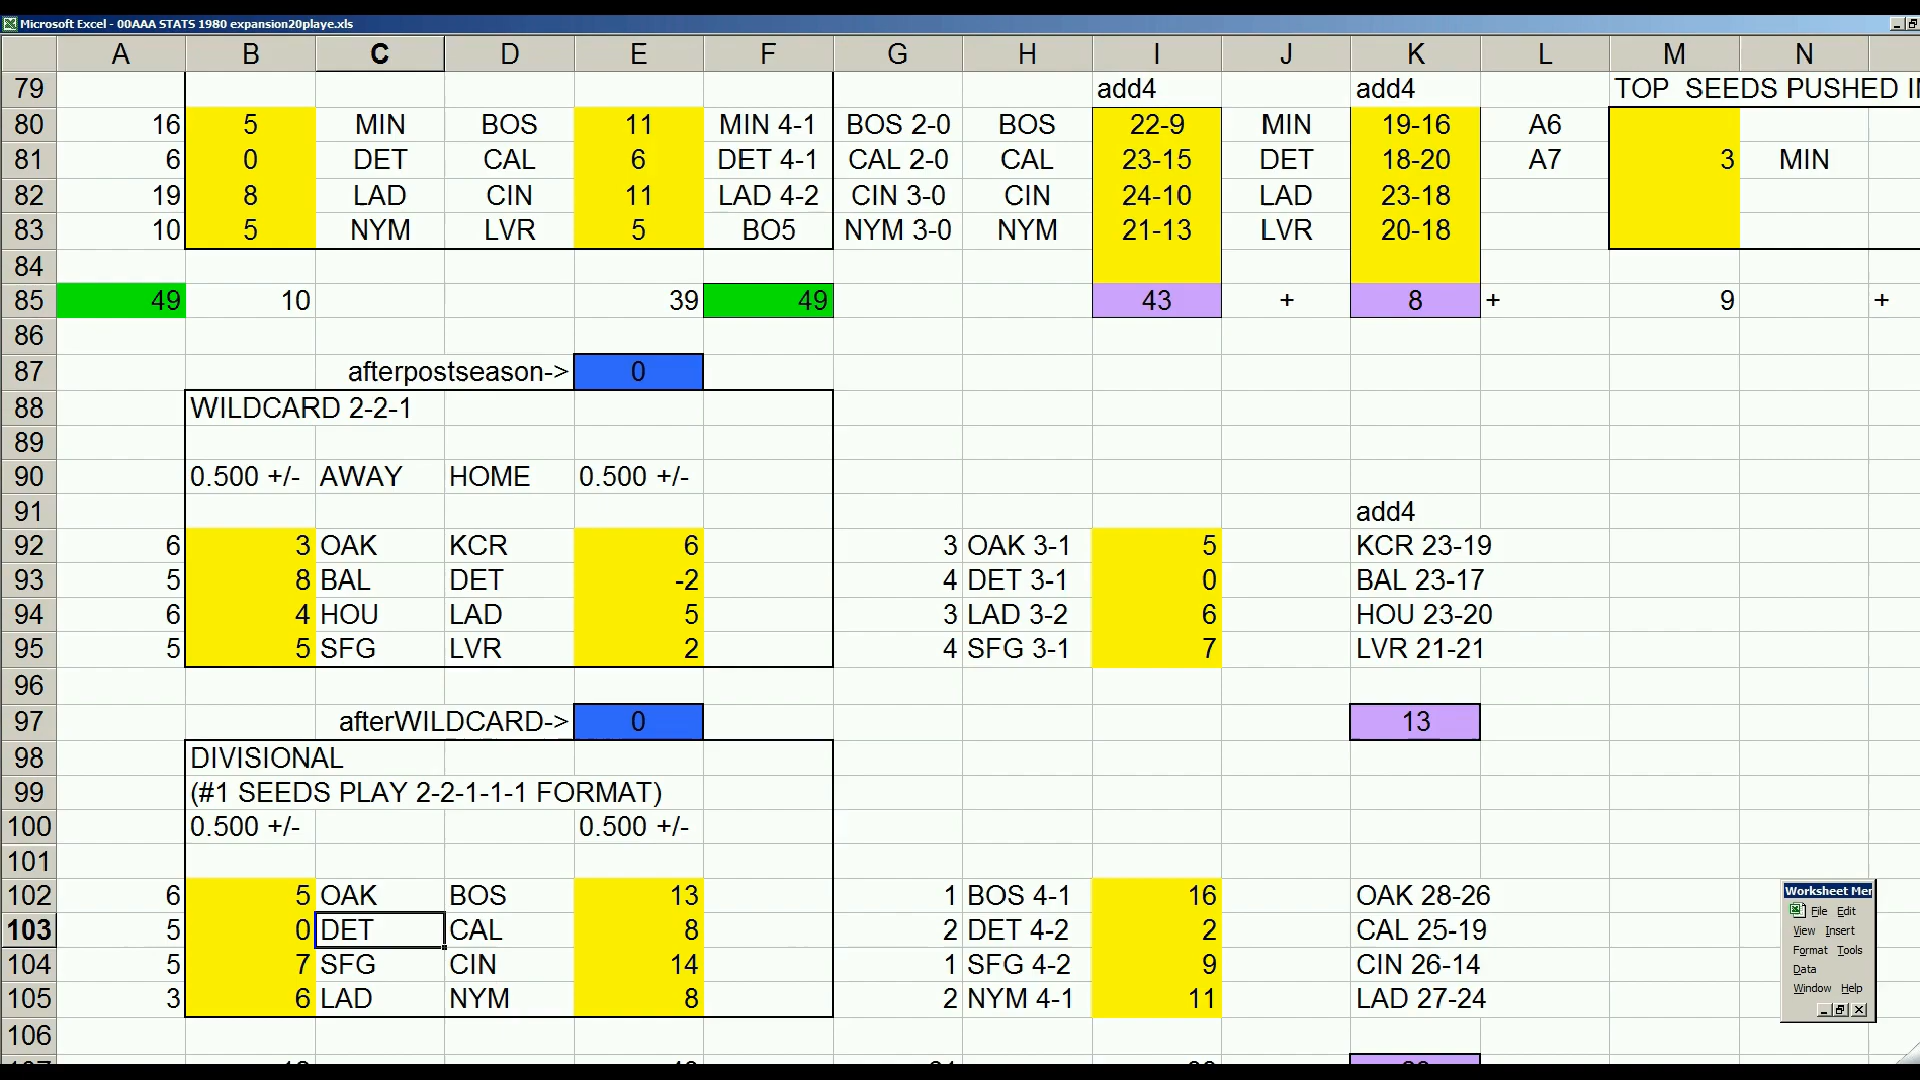 Microsoft Excel - 00AAA STATS 1980 expansion20playe.xls
A B C D E F G H I J K L M N
79 add4 add4 TOP SEEDS PUSHED
80 16 5 MIN BOS 11 MIN 4-1 BOS 2-0 BOS 22-9 MIN 19-16 A6
81 6 0 DET CAL 6 DET 4-1 CAL 2-0 CAL 23-15 DET 18-20 A7 3 MIN
82 19 8 LAD CIN 11 LAD 4-2 CIN 3-0 CIN 24-10 LAD 23-18
83 10 5 NYM LVR 5 BO5 NYM 3-0 NYM 21-13 LVR 20-18
84
85 49 10 39 49 43 + 8 + 9 +
86
87 afterpostseason-> 0
88 WILDCARD 2-2-1
89
90 0.500 +/- AWAY HOME 0.500 +/-
91 add4
92 6 3 OAK KCR 6 3 OAK 3-1 5 KCR 23-19
93 5 8 BAL DET -2 4 DET 3-1 0 BAL 23-17
94 6 4 HOU LAD 5 3 LAD 3-2 6 HOU 23-20
95 5 5 SFG LVR 2 4 SFG 3-1 7 LVR 21-21
96
97 afterWILDCARD-> 0 13
98 DIVISIONAL
99 (#1 SEEDS PLAY 2-2-1-1-1 FORMAT)
100 0.500 +/- 0.500 +/-
101
102 6 5 OAK BOS 13 1 BOS 4-1 16 OAK 28-26
103 5 0 DET CAL 8 2 DET 4-2 2 CAL 25-19
104 5 7 SFG CIN 14 1 SFG 4-2 9 CIN 26-14
105 3 6 LAD NYM 8 2 NYM 4-1 11 LAD 27-24
106
Worksheet Mer
File Edit
View Insert
Format Tools
Data
Window Help